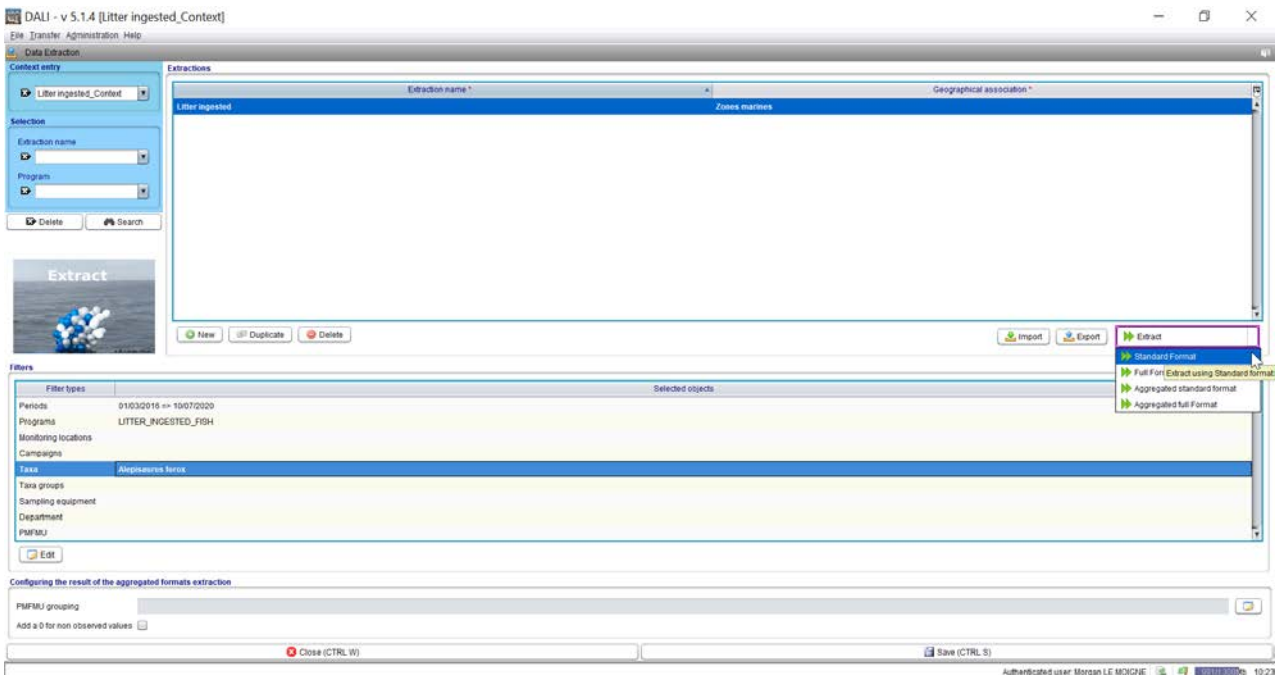 DALI - v 5.1.4 [Litter ingested_Context]
File Transfer Administration Help
Data Extraction
Context entry
Litter ingested_Context
Selection
Extraction name
Program
Delete Search
Extract
Extractions
Extraction name * Geographical association *
Litter ingested Zones marines
New Duplicate Delete Import Export Extract
Standard Format
Full For
Extract using Standard format
Aggregated standard format
Aggregated full Format
Filters
Filter types Selected objects
Periods 01/03/2016 => 10/07/2020
Programs LITTER_INGESTED_FISH
Monitoring locations
Campaigns
Taxa Alepisaurus ferox
Taxa groups
Sampling equipment
Department
PMFMU
Edit
Configuring the result of the aggregated formats extraction
PMFMU grouping
Add a 0 for non observed values
Close (CTRL W) Save (CTRL S)
Authenticated user: Morgan LE MOIGNE 10:23